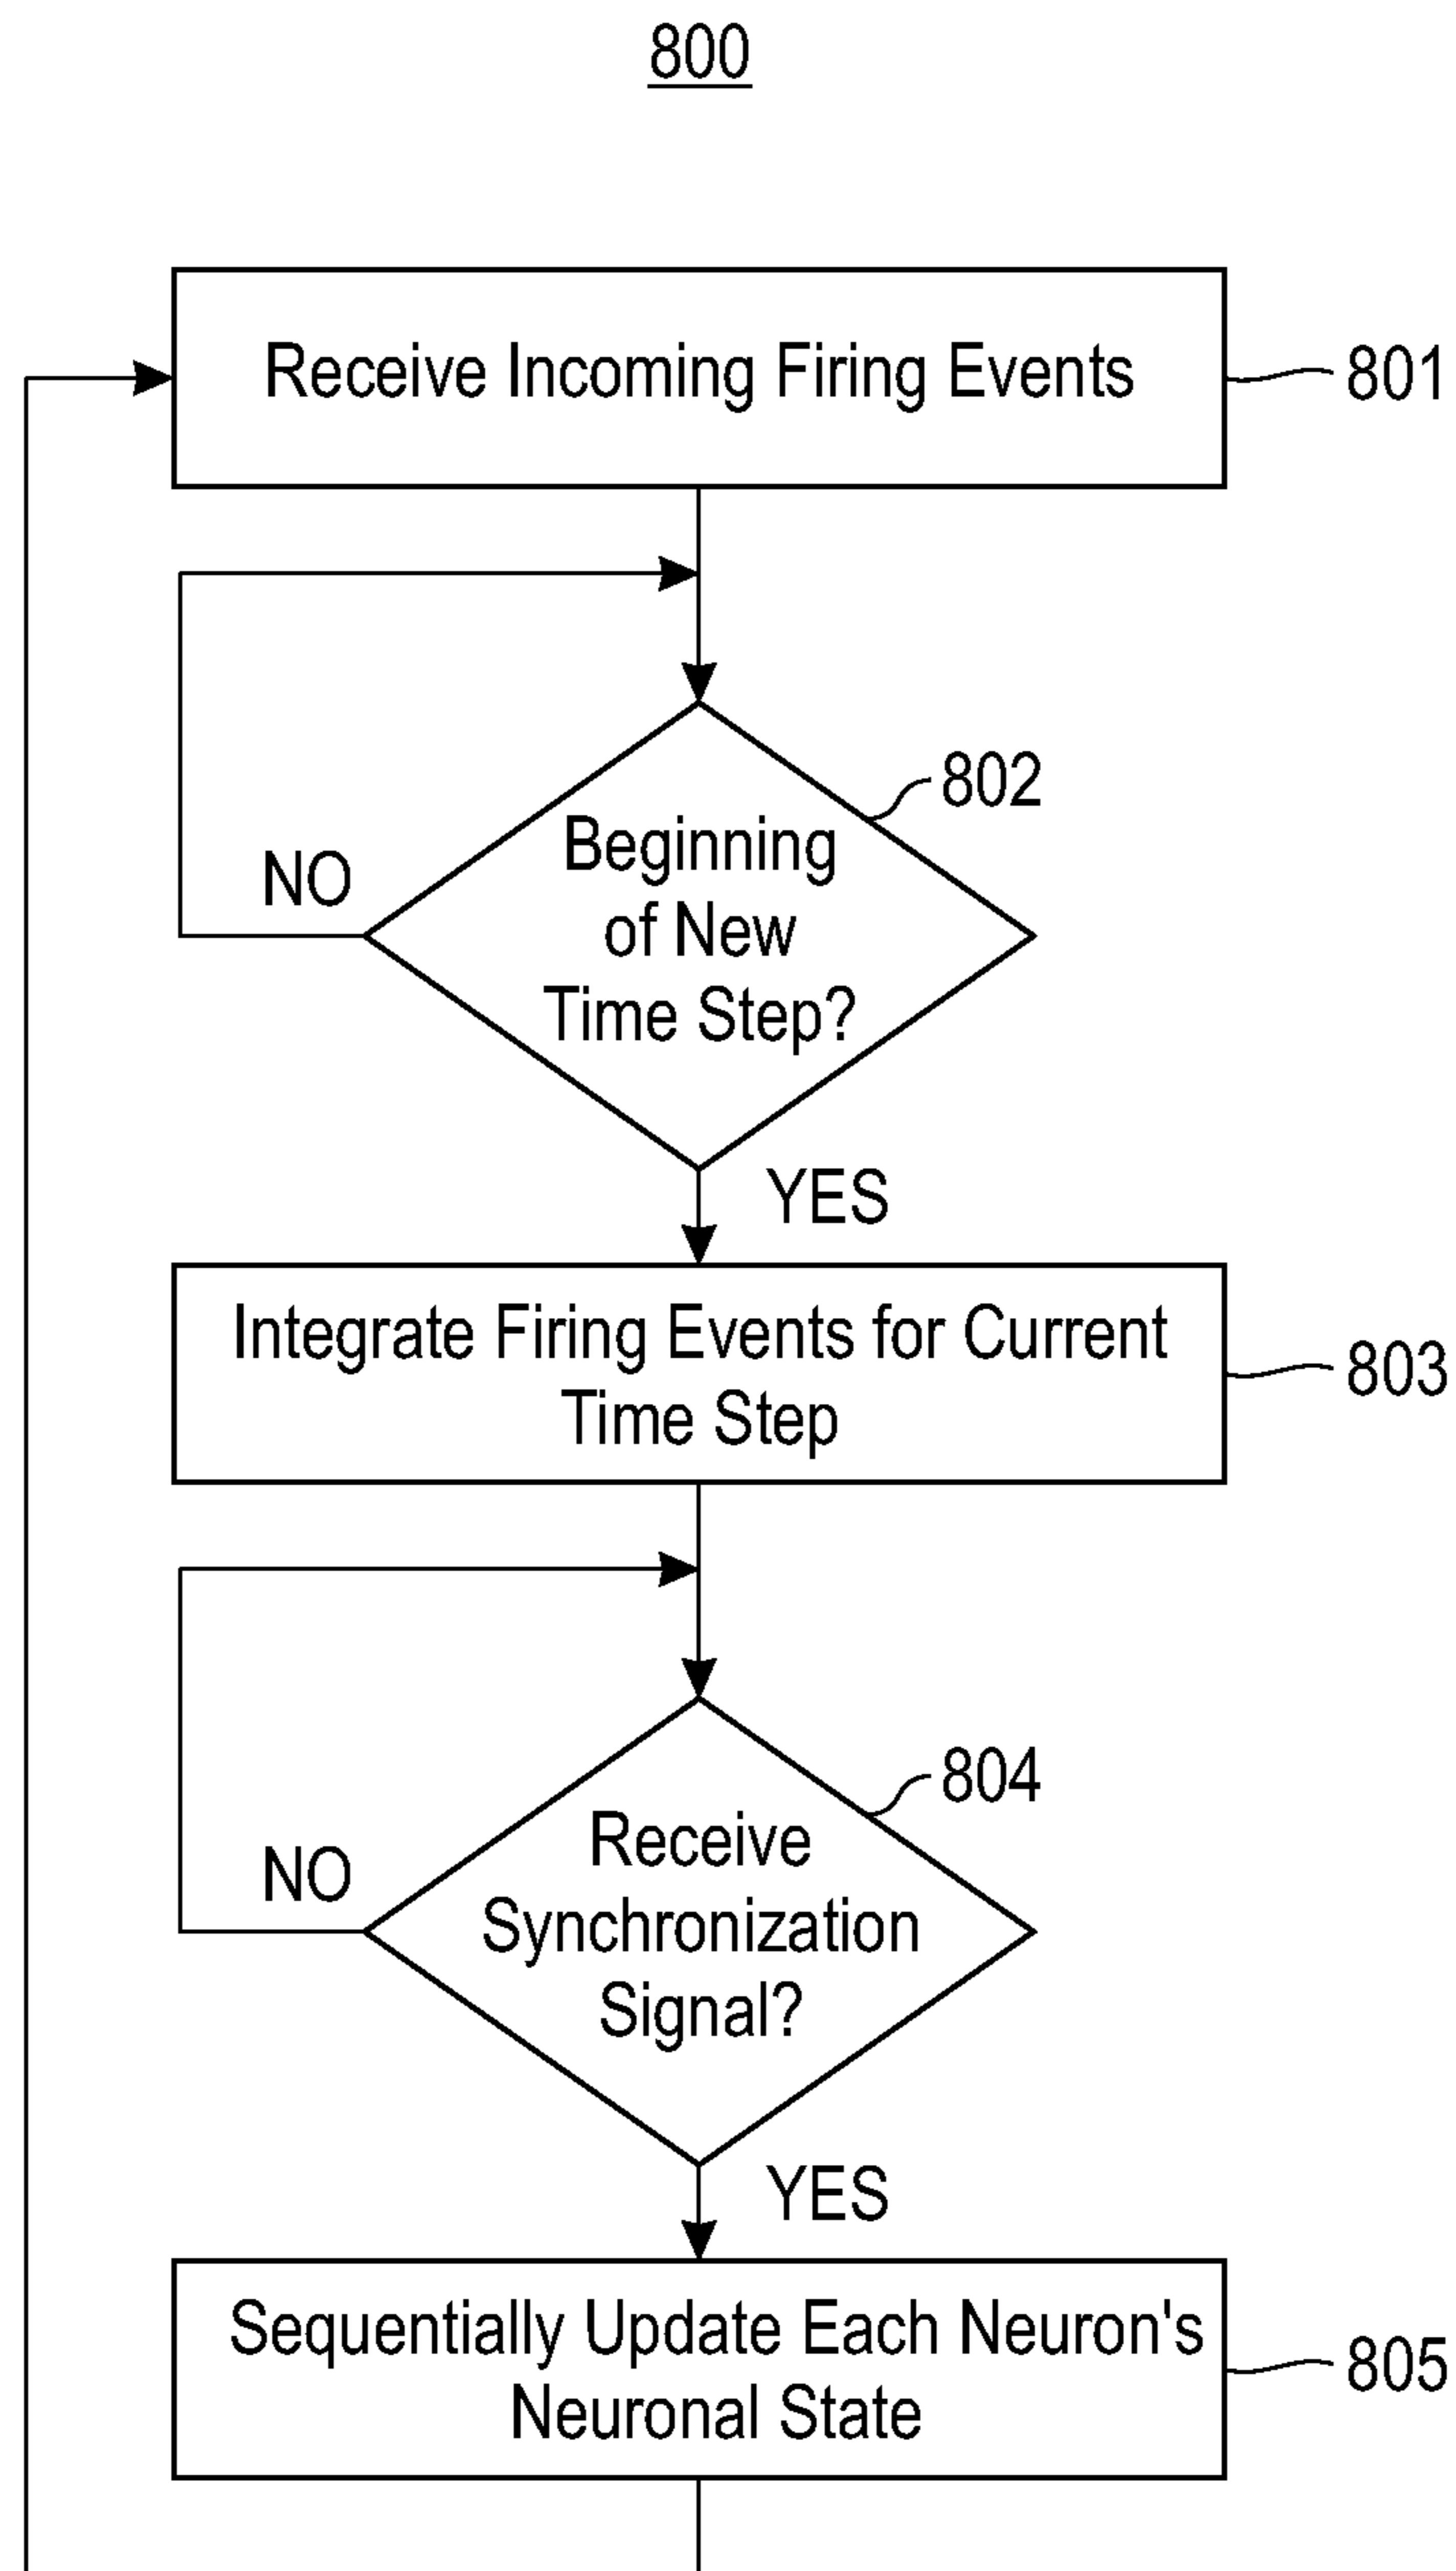 800
Receive Incoming Firing Events
801
802
Beginning
of New
Time Step?
NO
YES
Integrate Firing Events for Current
Time Step
803
804
Receive
Synchronization
Signal?
NO
YES
Sequentially Update Each Neuron's
Neuronal State
805